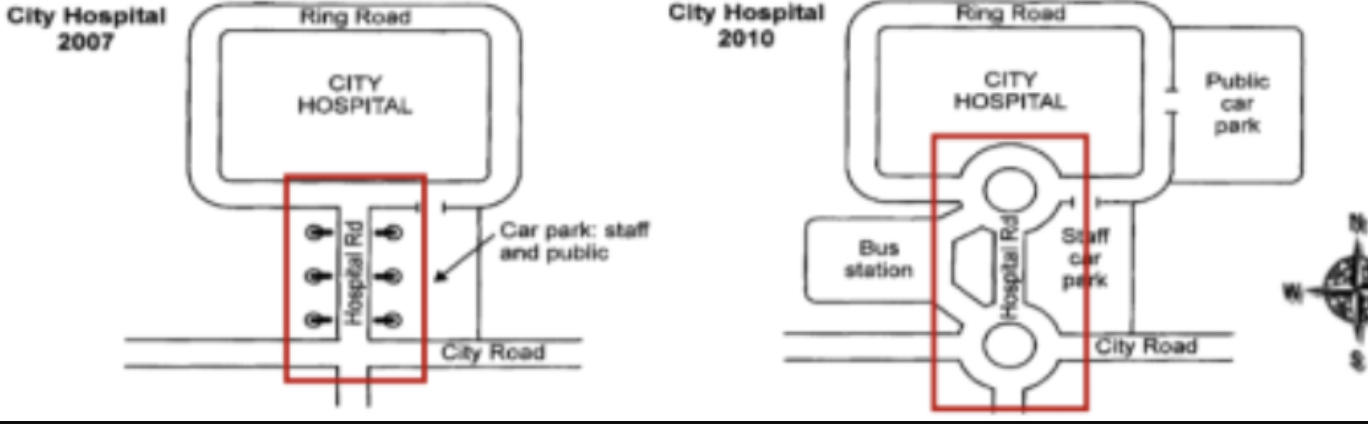 City Hospital
2007
Ring Road
CITY
HOSPITAL
Hospital Rd
Car park: staff
and public
City Road
City Hospital
2010
Ring Road
CITY
HOSPITAL
Public
car
park
Bus
station
Hospital Rd
Staff
car
park
City Road
N
W
S